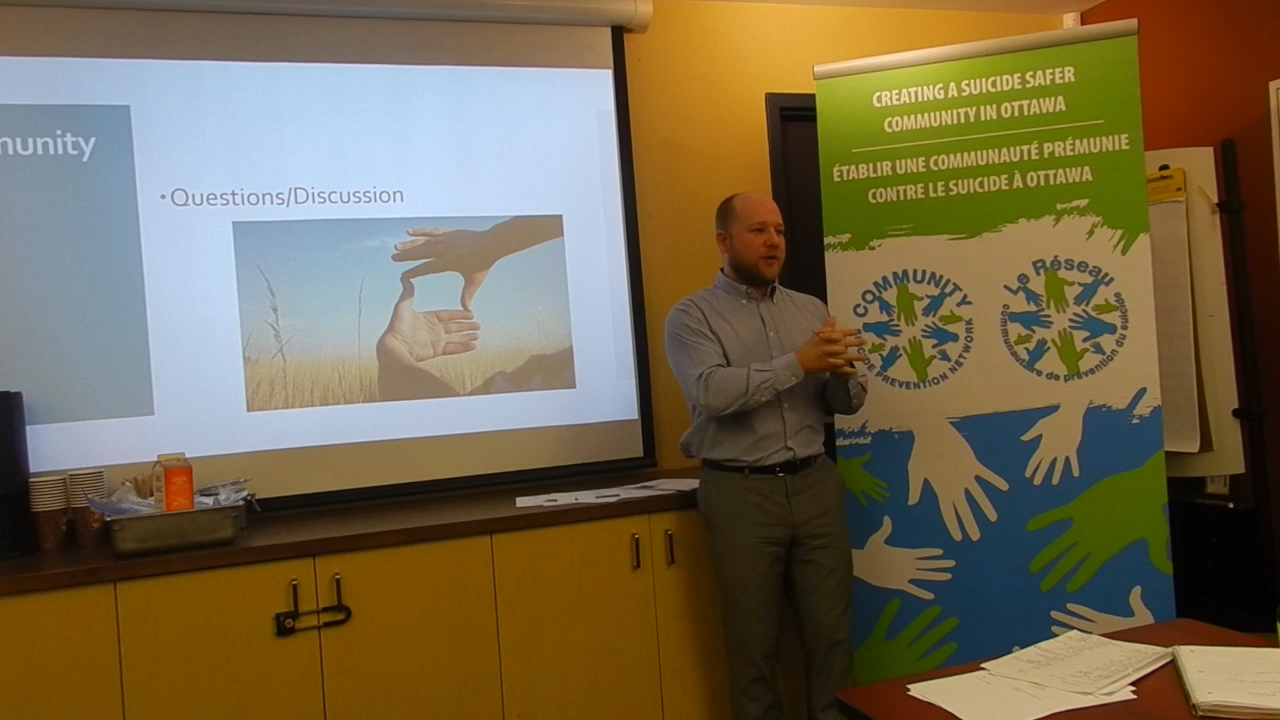 munity
•Questions/Discussion
CREATING A SUICIDE SAFER
COMMUNITY IN OTTAWA
ÉTABLIR UNE COMMUNAUTÉ PRÉMUNIE
CONTRE LE SUICIDE À OTTAWA
COMMUNITY
CIDE PREVENTION NETWORK
Le Réseau
communautaire de prévention du suicide